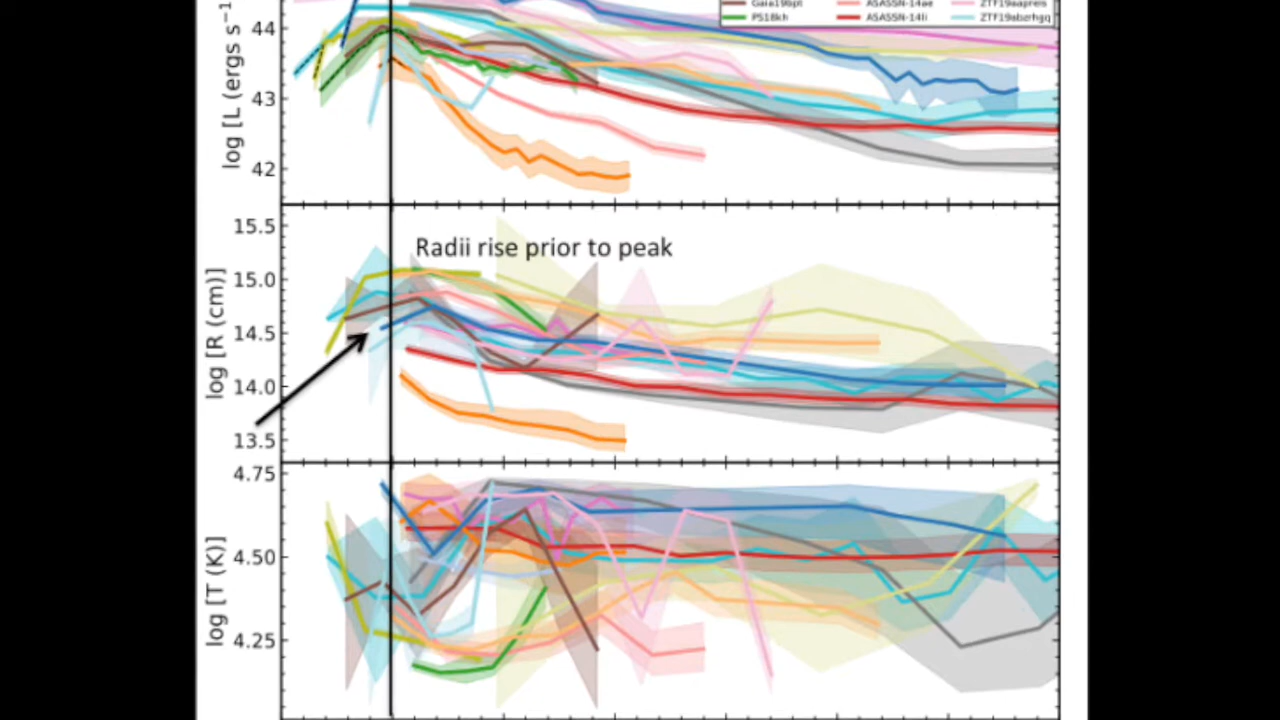 Gaia19bpt ASASSN-14ae ZTF19aapreis
PS18kh ASASSN-14li ZTF19abzrhgq
log [L (ergs s⁻¹
44
43
42
Radii rise prior to peak
log [R (cm)]
15.5
15.0
14.5
14.0
13.5
log [T (K)]
4.75
4.50
4.25